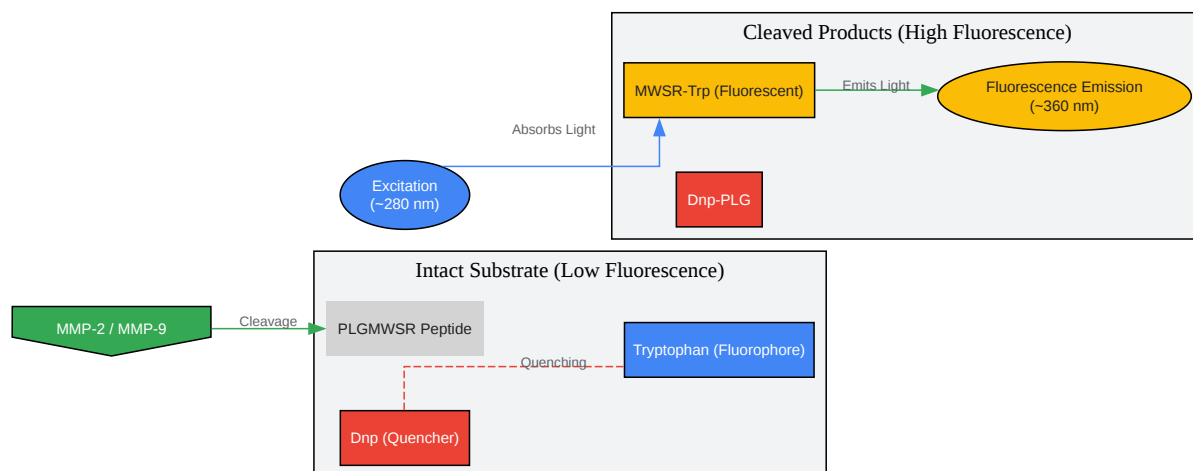 Cleaved Products (High Fluorescence)
MWSR-Trp (Fluorescent)
Emits Light
Fluorescence Emission
(~360 nm)
Absorbs Light
Excitation
(~280 nm)
Dnp-PLG
Intact Substrate (Low Fluorescence)
MMP-2 / MMP-9
Cleavage
PLGMWSR Peptide
Tryptophan (Fluorophore)
Quenching
Dnp (Quencher)